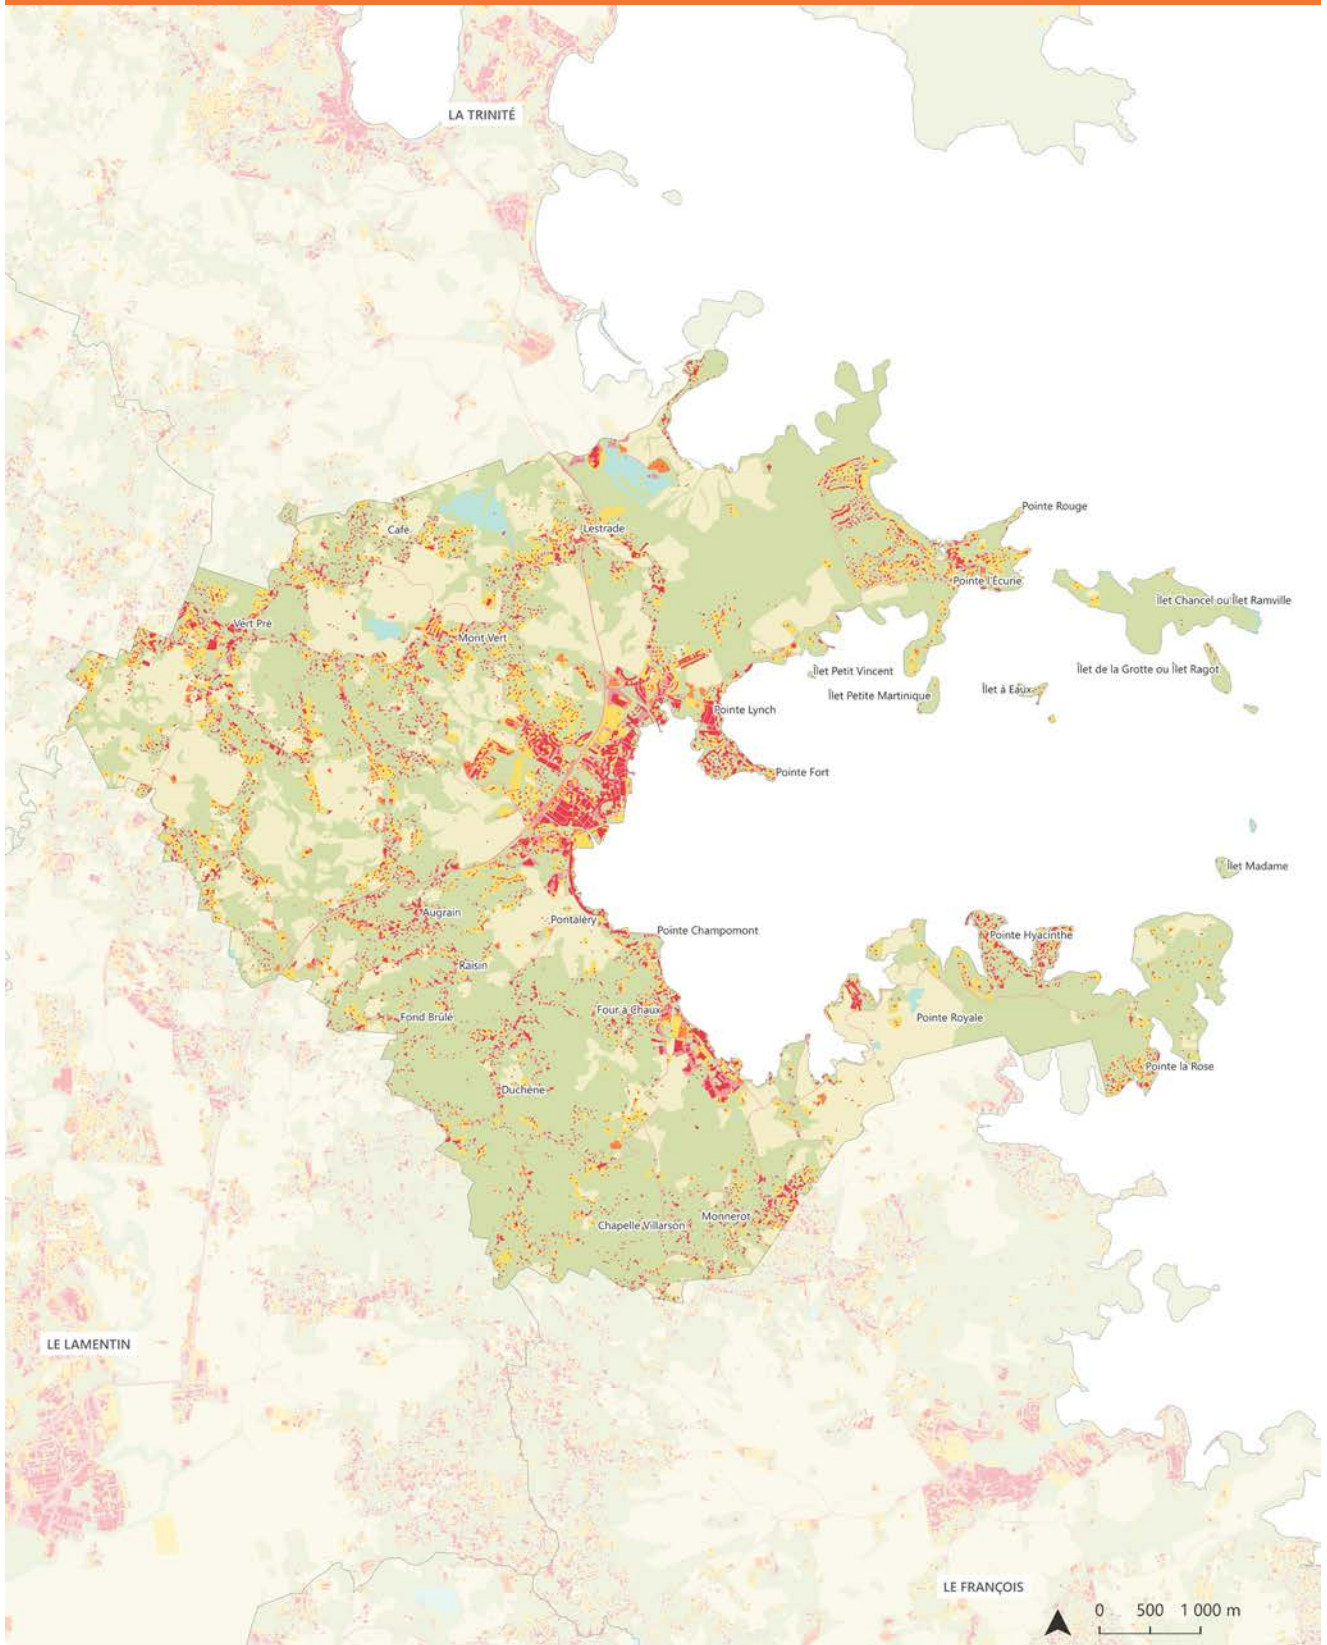 LA TRINITÉ
Pointe Rouge
Café
Lestrade
Pointe l'Écurie
Îlet Chancel ou Îlet Ramville
Vert Pré
Mont Vert
Îlet Petit Vincent
Îlet de la Grotte ou Îlet Ragot
Îlet Petite Martinique
Îlet à Eaux
Pointe Lynch
Pointe Fort
Îlet Madame
Augrain
Pontaléry
Pointe Champomont
Pointe Hyacinthe
Raisin
Four à Chaux
Fond Brûlé
Pointe Royale
Pointe la Rose
Duchêne
Monnerot
Chapelle Villarson
LE LAMENTIN
LE FRANÇOIS
0 500 1 000 m